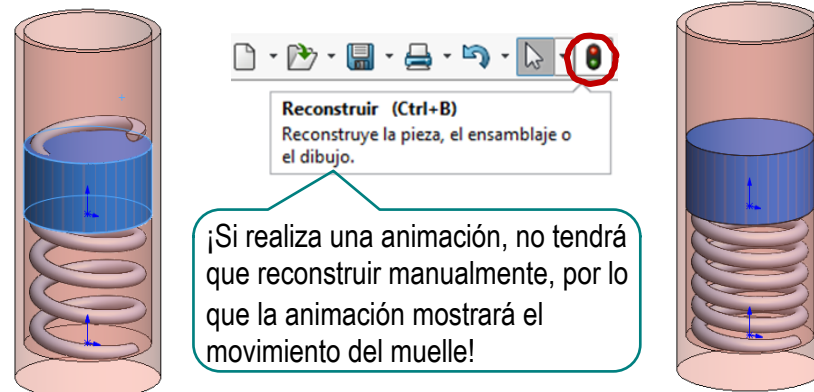 Reconstruir (Ctrl+B)
Reconstruye la pieza, el ensamblaje o
el dibujo.
¡Si realiza una animación, no tendrá
que reconstruir manualmente, por lo
que la animación mostrará el
movimiento del muelle!